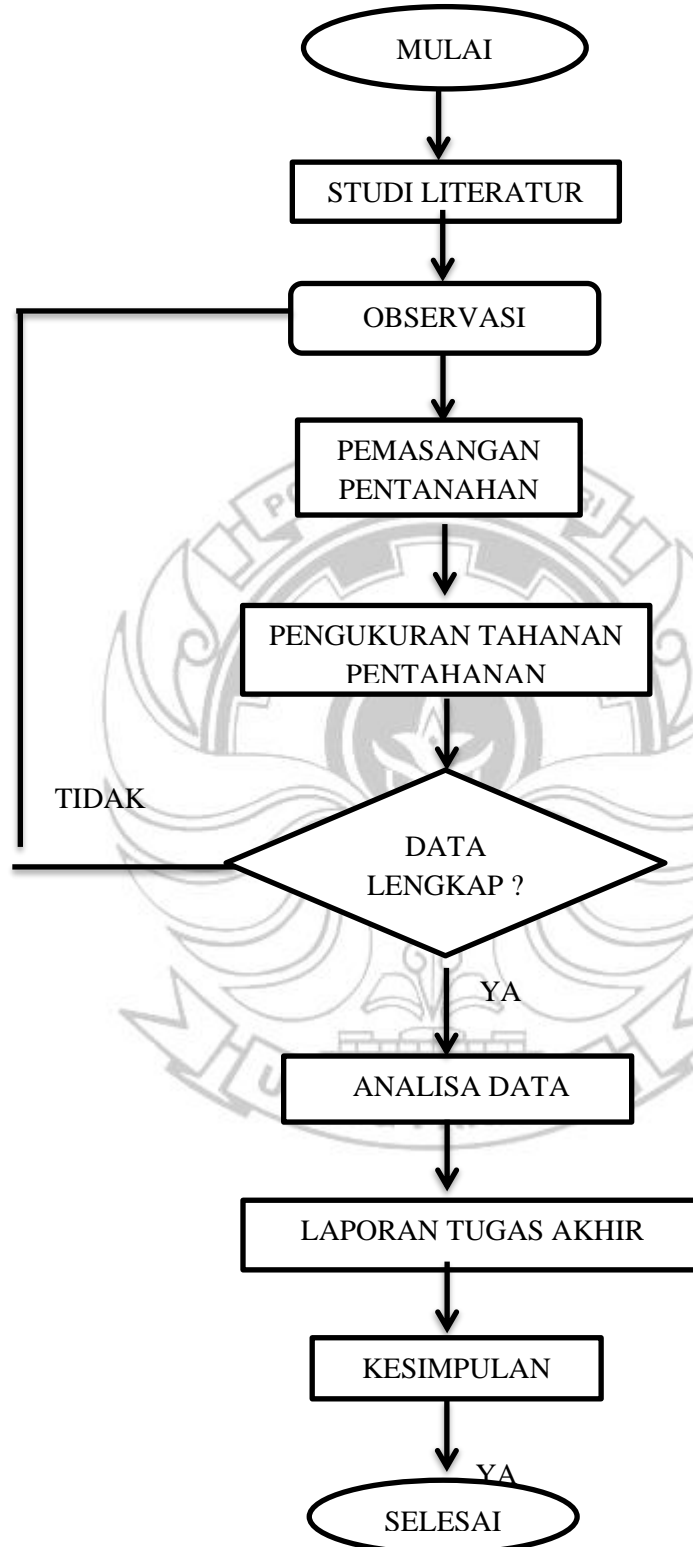 MULAI
STUDI LITERATUR
OBSERVASI
PEMASANGAN
PENTANAHAN
PENGUKURAN TAHANAN
PENTAHANAN
TIDAK
DATA
LENGKAP ?
YA
ANALISA DATA
LAPORAN TUGAS AKHIR
KESIMPULAN
YA
SELESAI